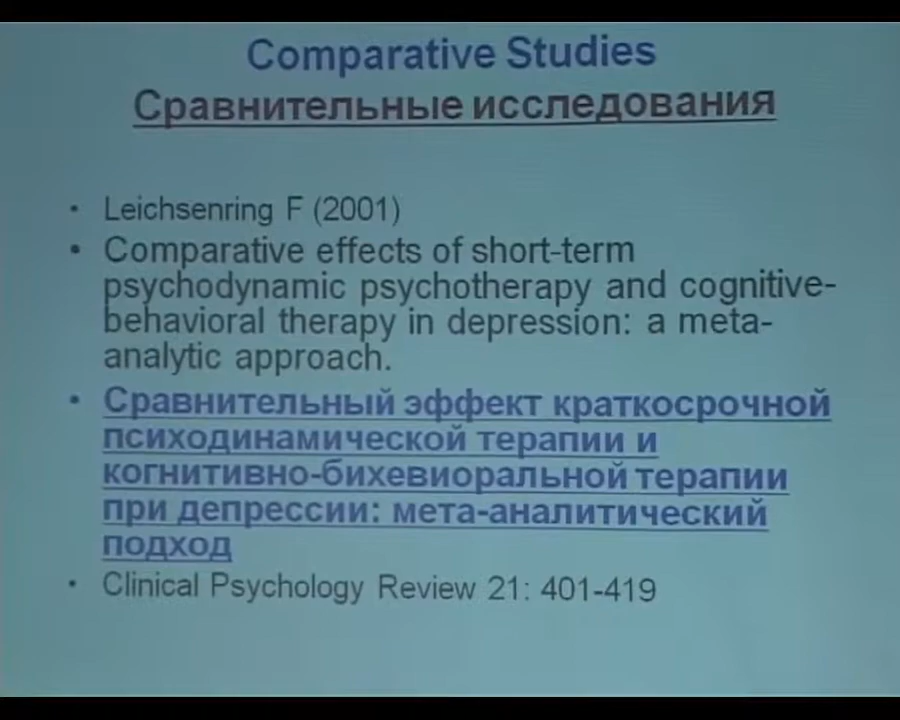 Comparative Studies
Сравнительные исследования
• Leichsenring F (2001)
• Comparative effects of short-term
psychodynamic psychotherapy and cognitive-
behavioral therapy in depression: a meta-
analytic approach.
• Сравнительный эффект краткосрочной
психодинамической терапии и
когнитивно-бихевиоральной терапии
при депрессии: мета-аналитический
подход
• Clinical Psychology Review 21: 401-419